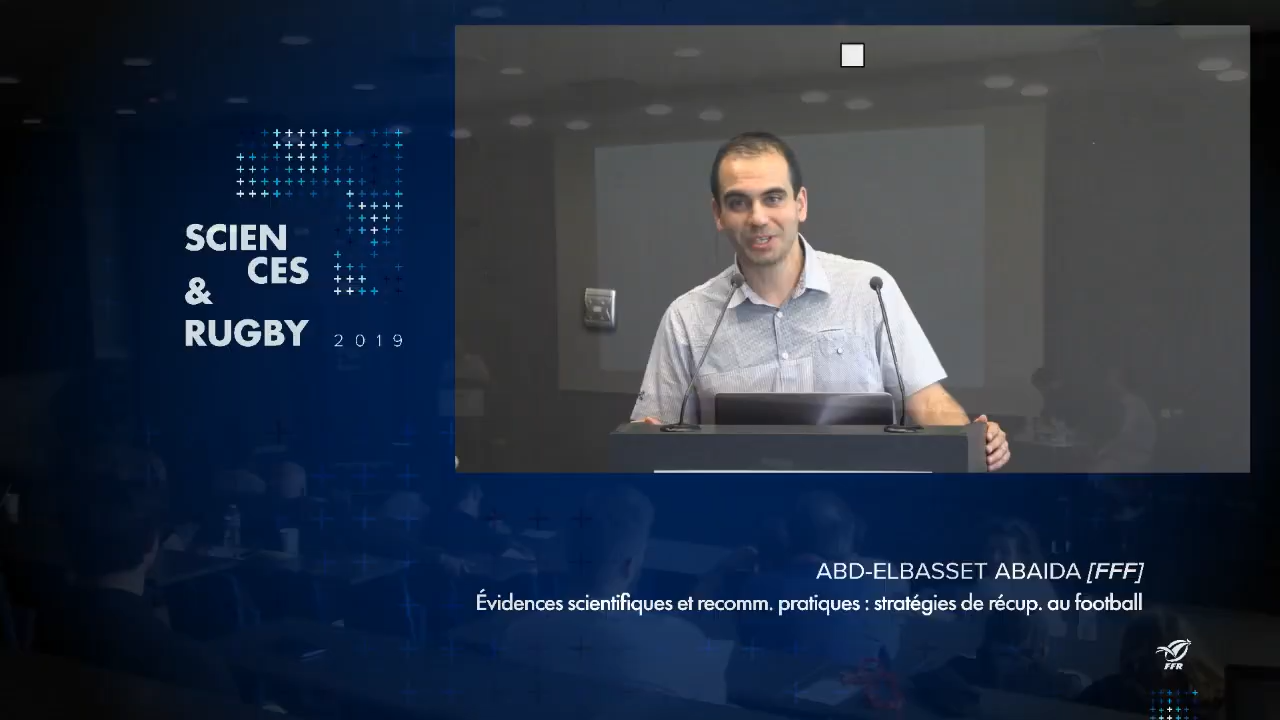 SCIEN
CES
&
RUGBY 2019
ABD-ELBASSET ABAIDA [FFF]
Évidences scientifiques et recomm. pratiques : stratégies de récup. au football
FFR